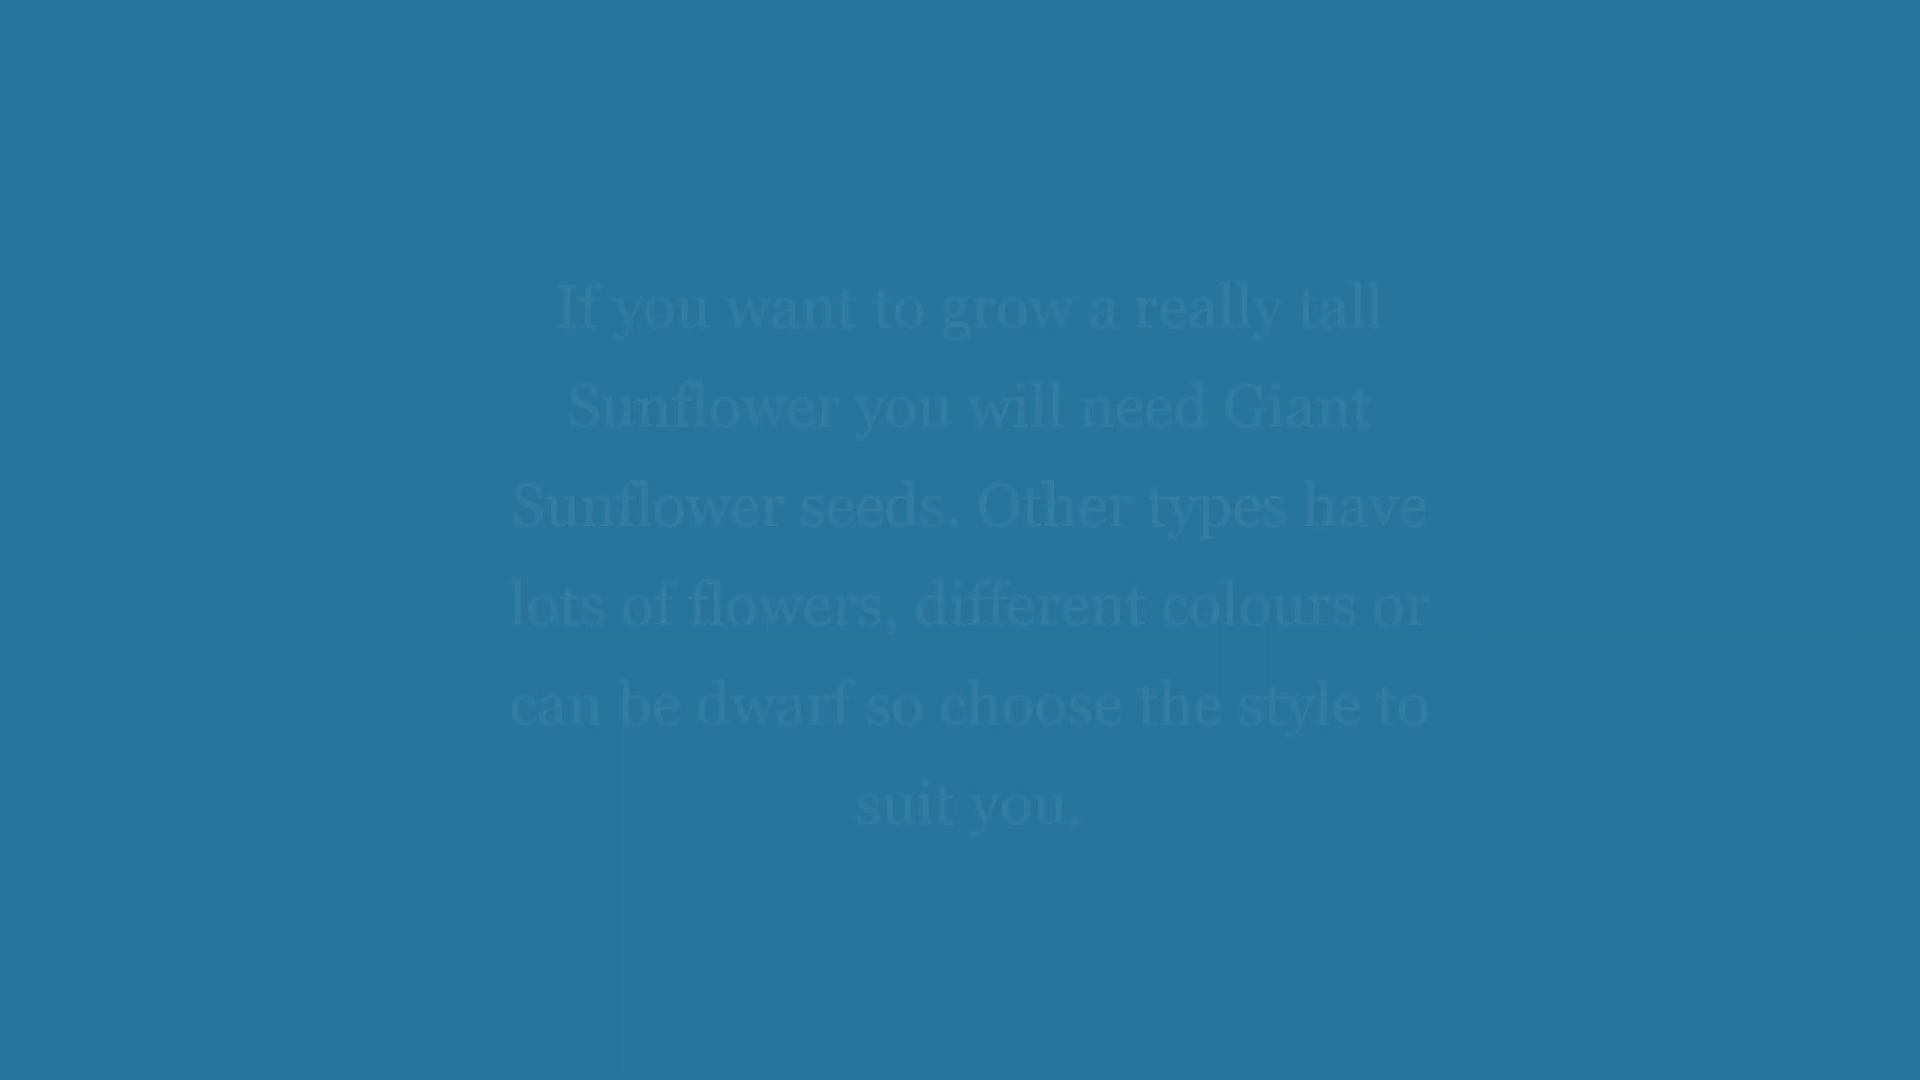 If you want to grow a really tall
Sunflower you will need Giant
Sunflower seeds. Other types have
lots of flowers, different colours or
can be dwarf so choose the style to
suit you.